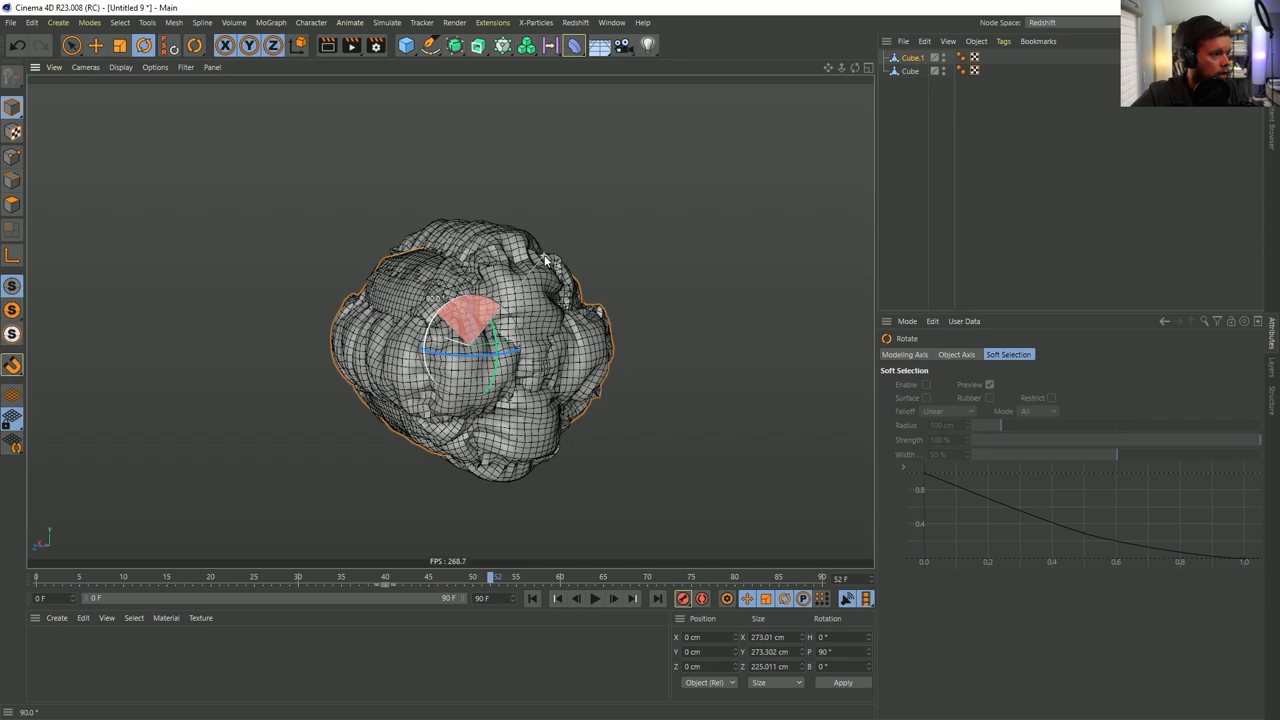 Cinema 4D R23.008 (RC) - [Untitled 9 *] - Main
File Edit Create Modes Select Tools Mesh Spline Volume MoGraph Character Animate Simulate Tracker Render Extensions X-Particles Redshift Window Help
Node Space: Redshift
PSR
X Y Z
View Cameras Display Options Filter Panel
File Edit View Object Tags Bookmarks
Cube.1
Cube
Content Browser
Mode Edit User Data
Rotate
Modeling Axis Object Axis Soft Selection
Soft Selection
Enable Preview
Surface Rubber Restrict
Falloff Linear Mode All
Radius 100 cm
Strength 100 %
Width . . 50 %
0.8
0.4
0.0 0.2 0.4 0.6 0.8 1.0
Attributes
Layers
Structure
Y
X
Z
FPS : 268.7
0 5 10 15 20 25 30 35 40 45 50 52 55 60 65 70 75 80 85 90
52 F
0 F 0 F 90 F 90 F
P
Create Edit View Select Material Texture
Position Size Rotation
X 0 cm X 273.01 cm H 0 °
Y 0 cm Y 273.302 cm P 90 °
Z 0 cm Z 225.011 cm B 0 °
Object (Rel) Size Apply
90.0 °